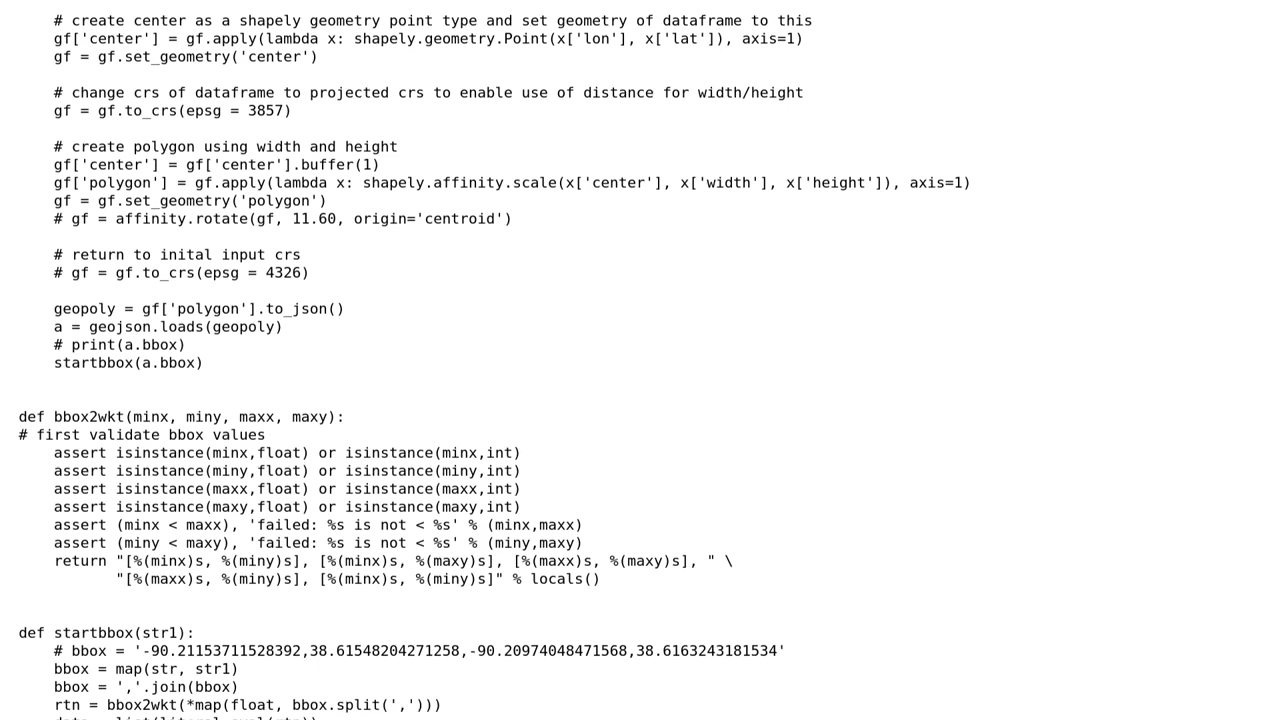 # create center as a shapely geometry point type and set geometry of dataframe to this
gf['center'] = gf.apply(lambda x: shapely.geometry.Point(x['lon'], x['lat']), axis=1)
gf = gf.set_geometry('center')
# change crs of dataframe to projected crs to enable use of distance for width/height
gf = gf.to_crs(epsg = 3857)
# create polygon using width and height
gf['center'] = gf['center'].buffer(1)
gf['polygon'] = gf.apply(lambda x: shapely.affinity.scale(x['center'], x['width'], x['height']), axis=1)
gf = gf.set_geometry('polygon')
# gf = affinity.rotate(gf, 11.60, origin='centroid')
# return to inital input crs
# gf = gf.to_crs(epsg = 4326)
geopoly = gf['polygon'].to_json()
a = geojson.loads(geopoly)
# print(a.bbox)
startbbox(a.bbox)
def bbox2wkt(minx, miny, maxx, maxy):
# first validate bbox values
assert isinstance(minx,float) or isinstance(minx,int)
assert isinstance(miny,float) or isinstance(miny,int)
assert isinstance(maxx,float) or isinstance(maxx,int)
assert isinstance(maxy,float) or isinstance(maxy,int)
assert (minx < maxx), 'failed: %s is not < %s' % (minx,maxx)
assert (miny < maxy), 'failed: %s is not < %s' % (miny,maxy)
return "[%(minx)s, %(miny)s], [%(minx)s, %(maxy)s], [%(maxx)s, %(maxy)s], " \
"[%(maxx)s, %(miny)s], [%(minx)s, %(miny)s]" % locals()
def startbbox(str1):
# bbox = '-90.21153711528392,38.61548204271258,-90.20974048471568,38.6163243181534'
bbox = map(str, str1)
bbox = ','.join(bbox)
rtn = bbox2wkt(*map(float, bbox.split(',')))